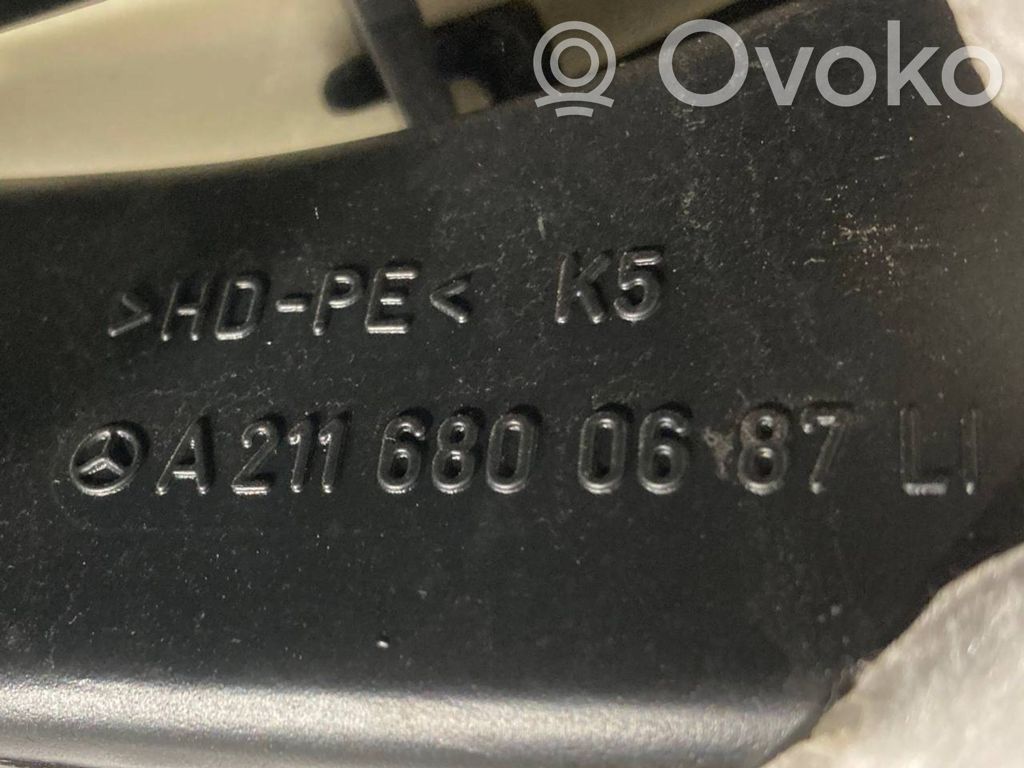 Ovoko
>HD-PE< K5
A 211 680 06 87 LI